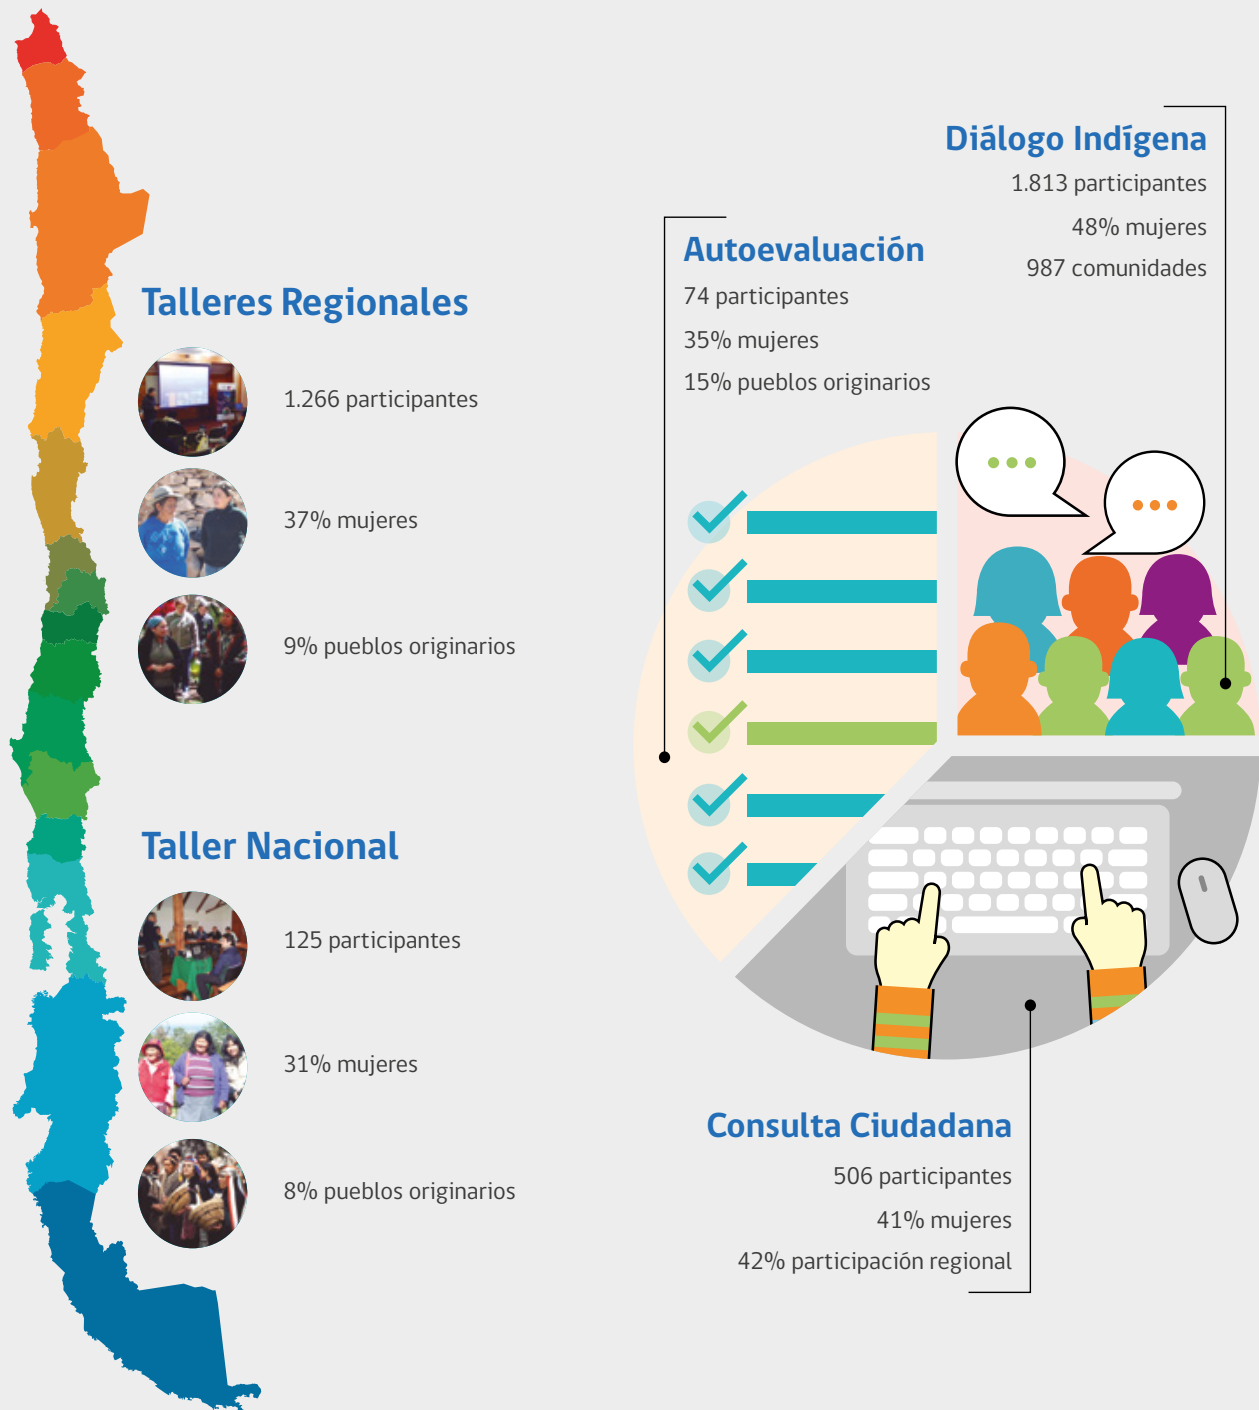 Talleres Regionales
1.266 participantes
37% mujeres
9% pueblos originarios
Taller Nacional
125 participantes
31% mujeres
8% pueblos originarios
Autoevaluación
74 participantes
35% mujeres
15% pueblos originarios
Diálogo Indígena
1.813 participantes
48% mujeres
987 comunidades
Consulta Ciudadana
506 participantes
41% mujeres
42% participación regional